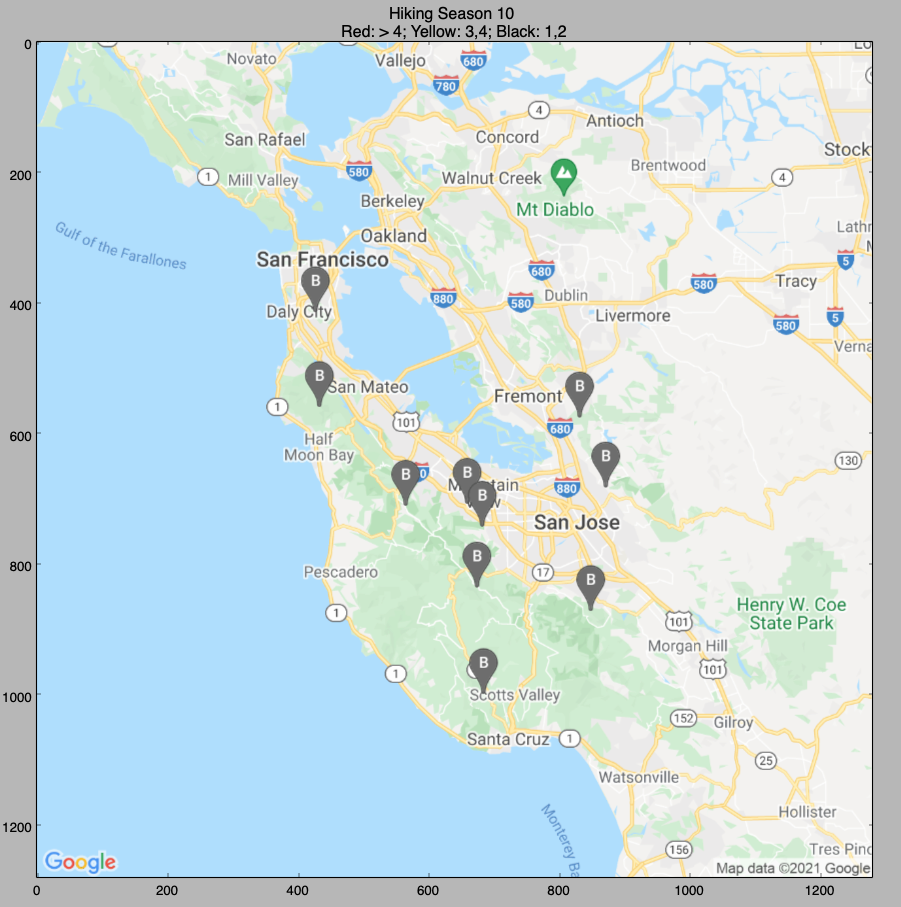 Hiking Season 10
Red: > 4; Yellow: 3,4; Black: 1,2
0
200
400
600
800
1000
1200
Novato
Vallejo
680
780
4
Antioch
Concord
San Rafael
580
1
Mill Valley
Walnut Creek
Brentwood
4
Stock
Mt Diablo
Berkeley
Gulf of the Farallones
Oakland
San Francisco
Lathr
5
680
580
Tracy
B
880
580
Dublin
Daly City
Livermore
580
5
Verna
B
San Mateo
B
Fremont
1
101
680
Half
Moon Bay
B
130
B
B
B
880
San Jose
B
Pescadero
17
B
1
Henry W. Coe
State Park
101
Morgan Hill
B
1
101
Scotts Valley
152
Gilroy
Santa Cruz
1
25
Watsonville
Hollister
Monterey
156
Tres
Google
Map data ©2021 Google
0
200
400
600
800
1000
1200